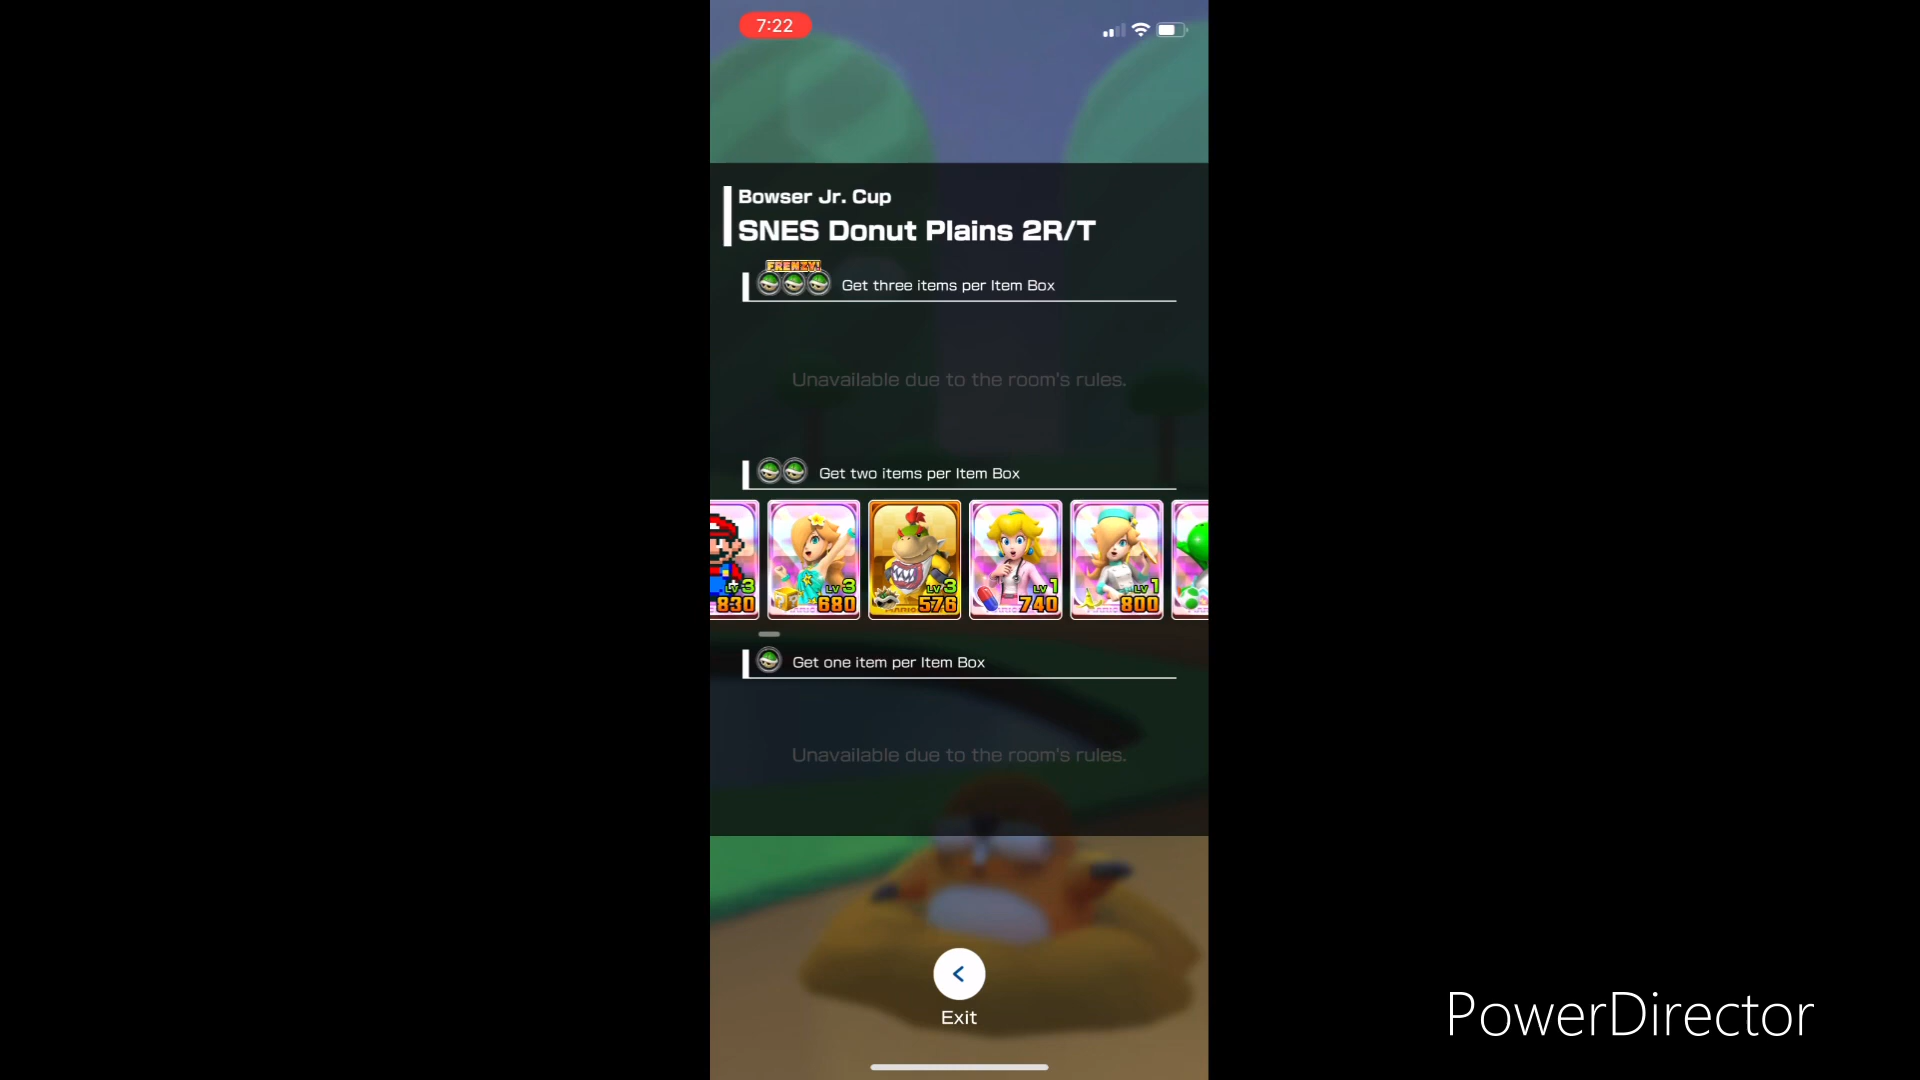 7:22
Bowser Jr. Cup
SNES Donut Plains 2R/T
FRENZY!
Get three items per Item Box
Unavailable due to the room's rules.
Get two items per Item Box
LV 3 LV 3 LV 3 LV 1 LV 1
830 680 576 740 800
Get one item per Item Box
Unavailable due to the room's rules.
Exit
PowerDirector